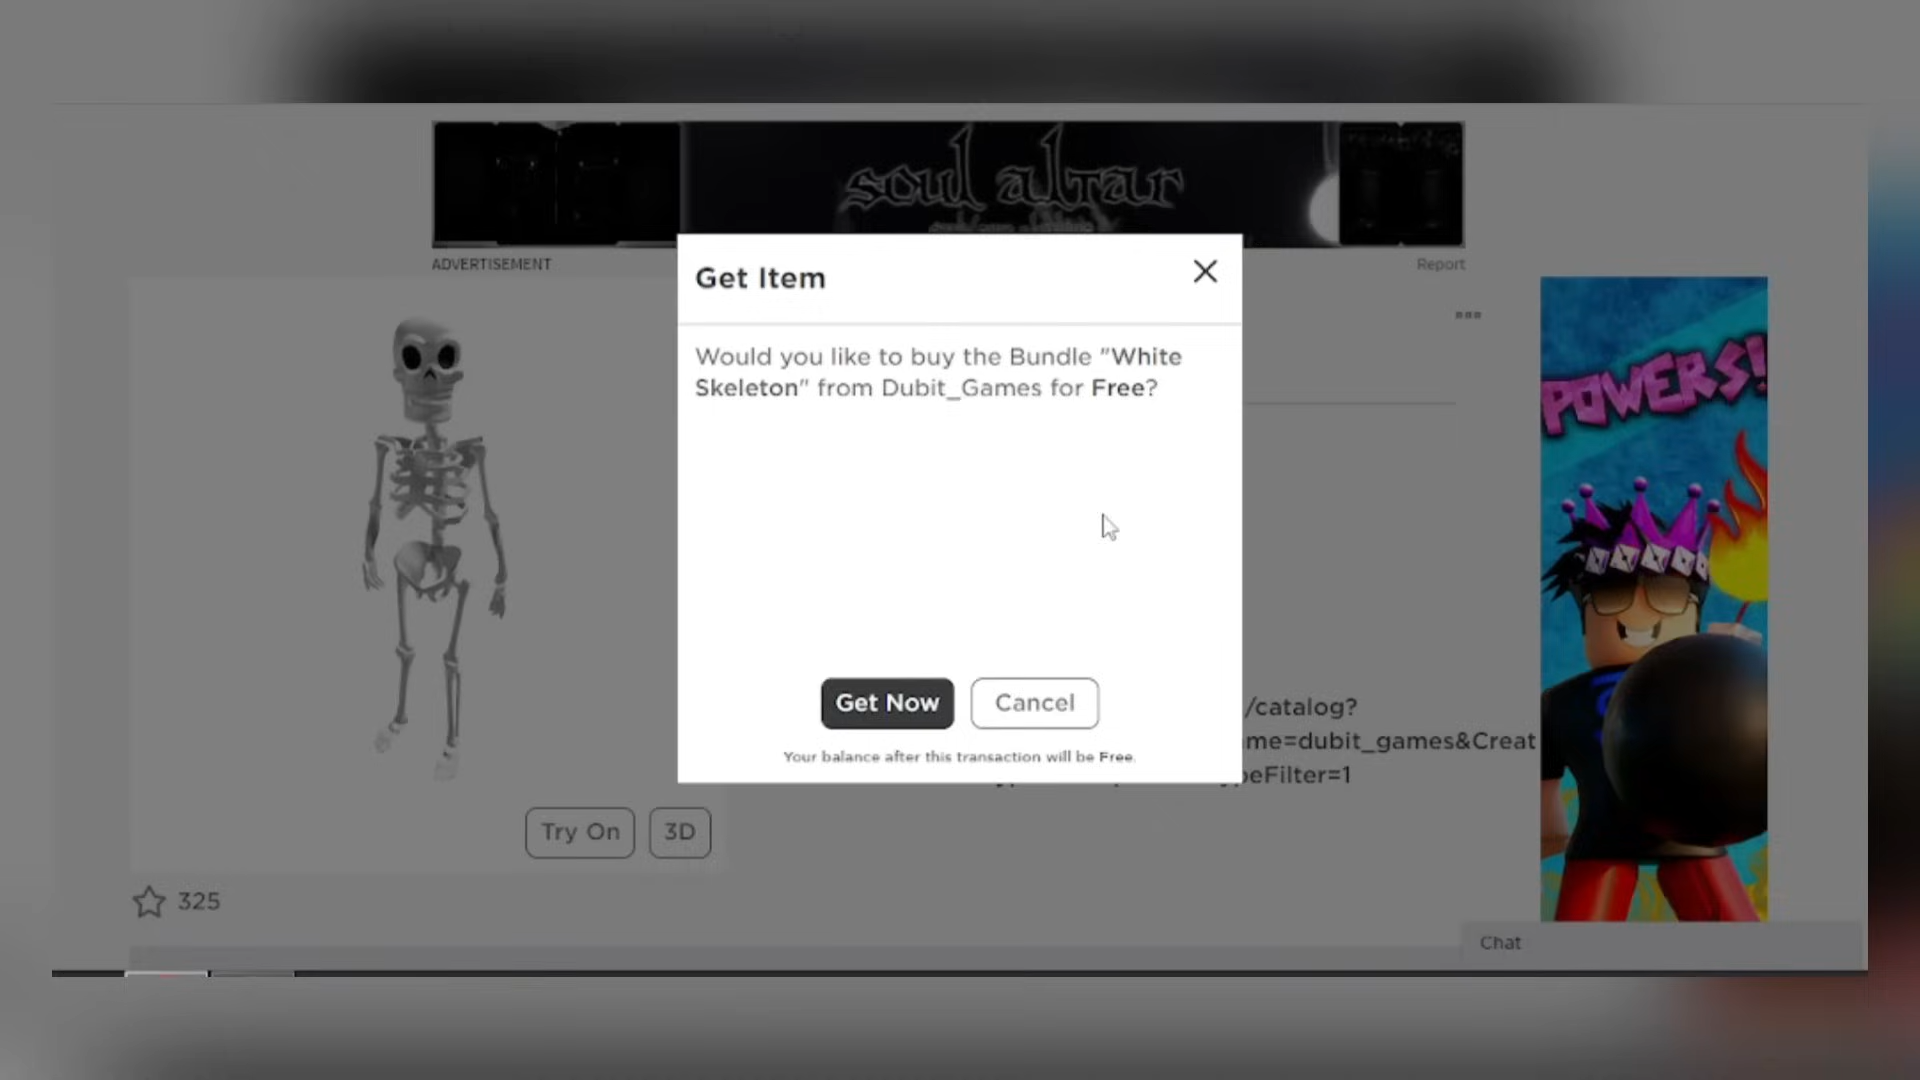 soul altar
ADVERTISEMENT
Report
Get Item
Would you like to buy the Bundle "White
Skeleton" from Dubit_Games for Free?
POWERS!
Get Now
Cancel
Your balance after this transaction will be Free.
/catalog?
me=dubit_games&Creat
eFilter=1
Try On
3D
325
Chat